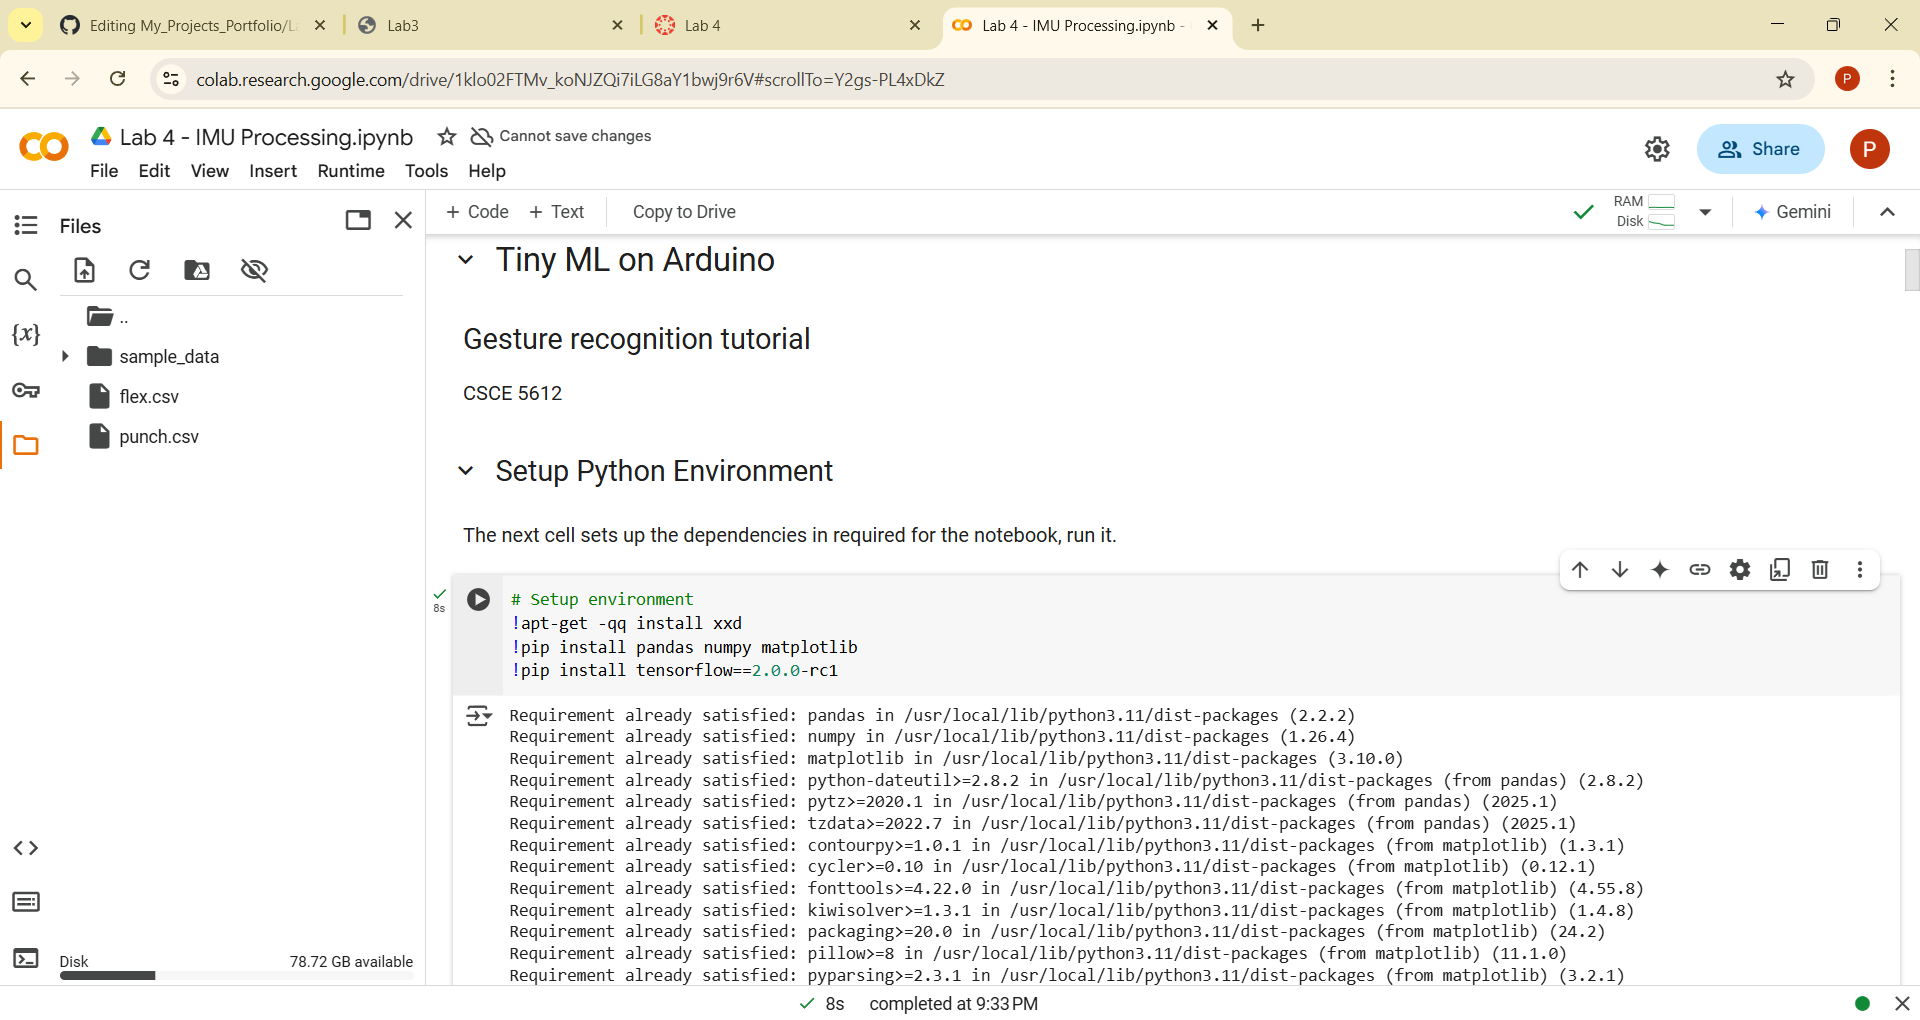 Editing My_Projects_Portfolio/La
Lab3
Lab 4
Lab 4 - IMU Processing.ipynb -
colab.research.google.com/drive/1klo02FTMv_koNJZQi7iLG8aY1bwj9r6V#scrollTo=Y2gs-PL4xDkZ
P
Lab 4 - IMU Processing.ipynb
Cannot save changes
File Edit View Insert Runtime Tools Help
Share
P
Files
+ Code + Text Copy to Drive
RAM
Disk
Gemini
..
sample_data
flex.csv
punch.csv
Disk 78.72 GB available
Tiny ML on Arduino
Gesture recognition tutorial
CSCE 5612
Setup Python Environment
The next cell sets up the dependencies in required for the notebook, run it.
8s
# Setup environment
!apt-get -qq install xxd
!pip install pandas numpy matplotlib
!pip install tensorflow==2.0.0-rc1
Requirement already satisfied: pandas in /usr/local/lib/python3.11/dist-packages (2.2.2)
Requirement already satisfied: numpy in /usr/local/lib/python3.11/dist-packages (1.26.4)
Requirement already satisfied: matplotlib in /usr/local/lib/python3.11/dist-packages (3.10.0)
Requirement already satisfied: python-dateutil>=2.8.2 in /usr/local/lib/python3.11/dist-packages (from pandas) (2.8.2)
Requirement already satisfied: pytz>=2020.1 in /usr/local/lib/python3.11/dist-packages (from pandas) (2025.1)
Requirement already satisfied: tzdata>=2022.7 in /usr/local/lib/python3.11/dist-packages (from pandas) (2025.1)
Requirement already satisfied: contourpy>=1.0.1 in /usr/local/lib/python3.11/dist-packages (from matplotlib) (1.3.1)
Requirement already satisfied: cycler>=0.10 in /usr/local/lib/python3.11/dist-packages (from matplotlib) (0.12.1)
Requirement already satisfied: fonttools>=4.22.0 in /usr/local/lib/python3.11/dist-packages (from matplotlib) (4.55.8)
Requirement already satisfied: kiwisolver>=1.3.1 in /usr/local/lib/python3.11/dist-packages (from matplotlib) (1.4.8)
Requirement already satisfied: packaging>=20.0 in /usr/local/lib/python3.11/dist-packages (from matplotlib) (24.2)
Requirement already satisfied: pillow>=8 in /usr/local/lib/python3.11/dist-packages (from matplotlib) (11.1.0)
Requirement already satisfied: pyparsing>=2.3.1 in /usr/local/lib/python3.11/dist-packages (from matplotlib) (3.2.1)
8s completed at 9:33 PM